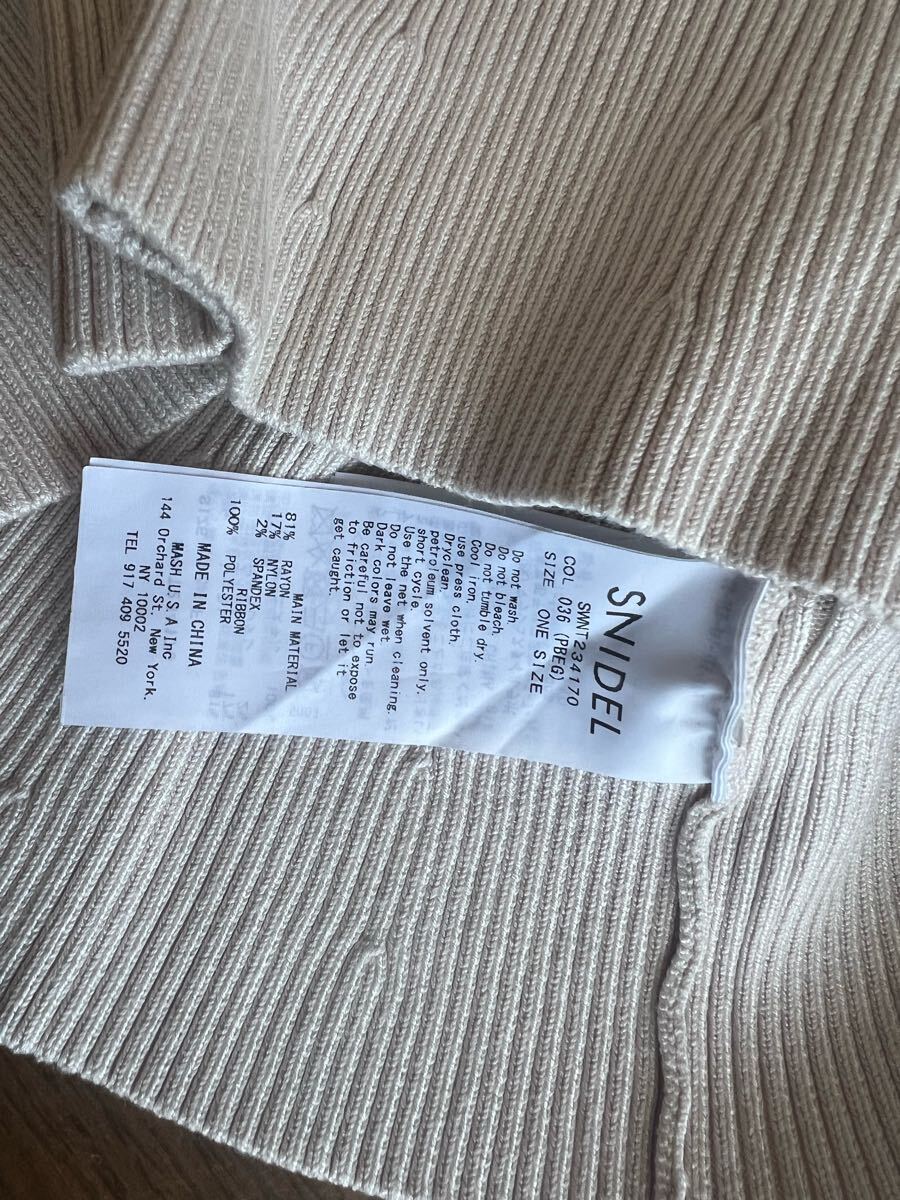 SNIDEL
SWNT234170
COL 036 (PBEG)
SIZE ONE SIZE
Do not wash.
Do not bleach.
Do not tumble dry.
Cool iron.
use press cloth.
Dryclean.
petroleum solvent only.
short cycle.
Use the net when cleaning.
Do not leave wet.
Dark colors may run.
Be careful not to expose
to friction or let it
get caught.
MAIN MATERIAL
81% RAYON
17% NYLON
2% SPANDEX
RIBBON
100% POLYESTER
MADE IN CHINA
MASH U.S.A Inc
144 Orchard St. New York.
NY 10002
TEL 917 409 5520